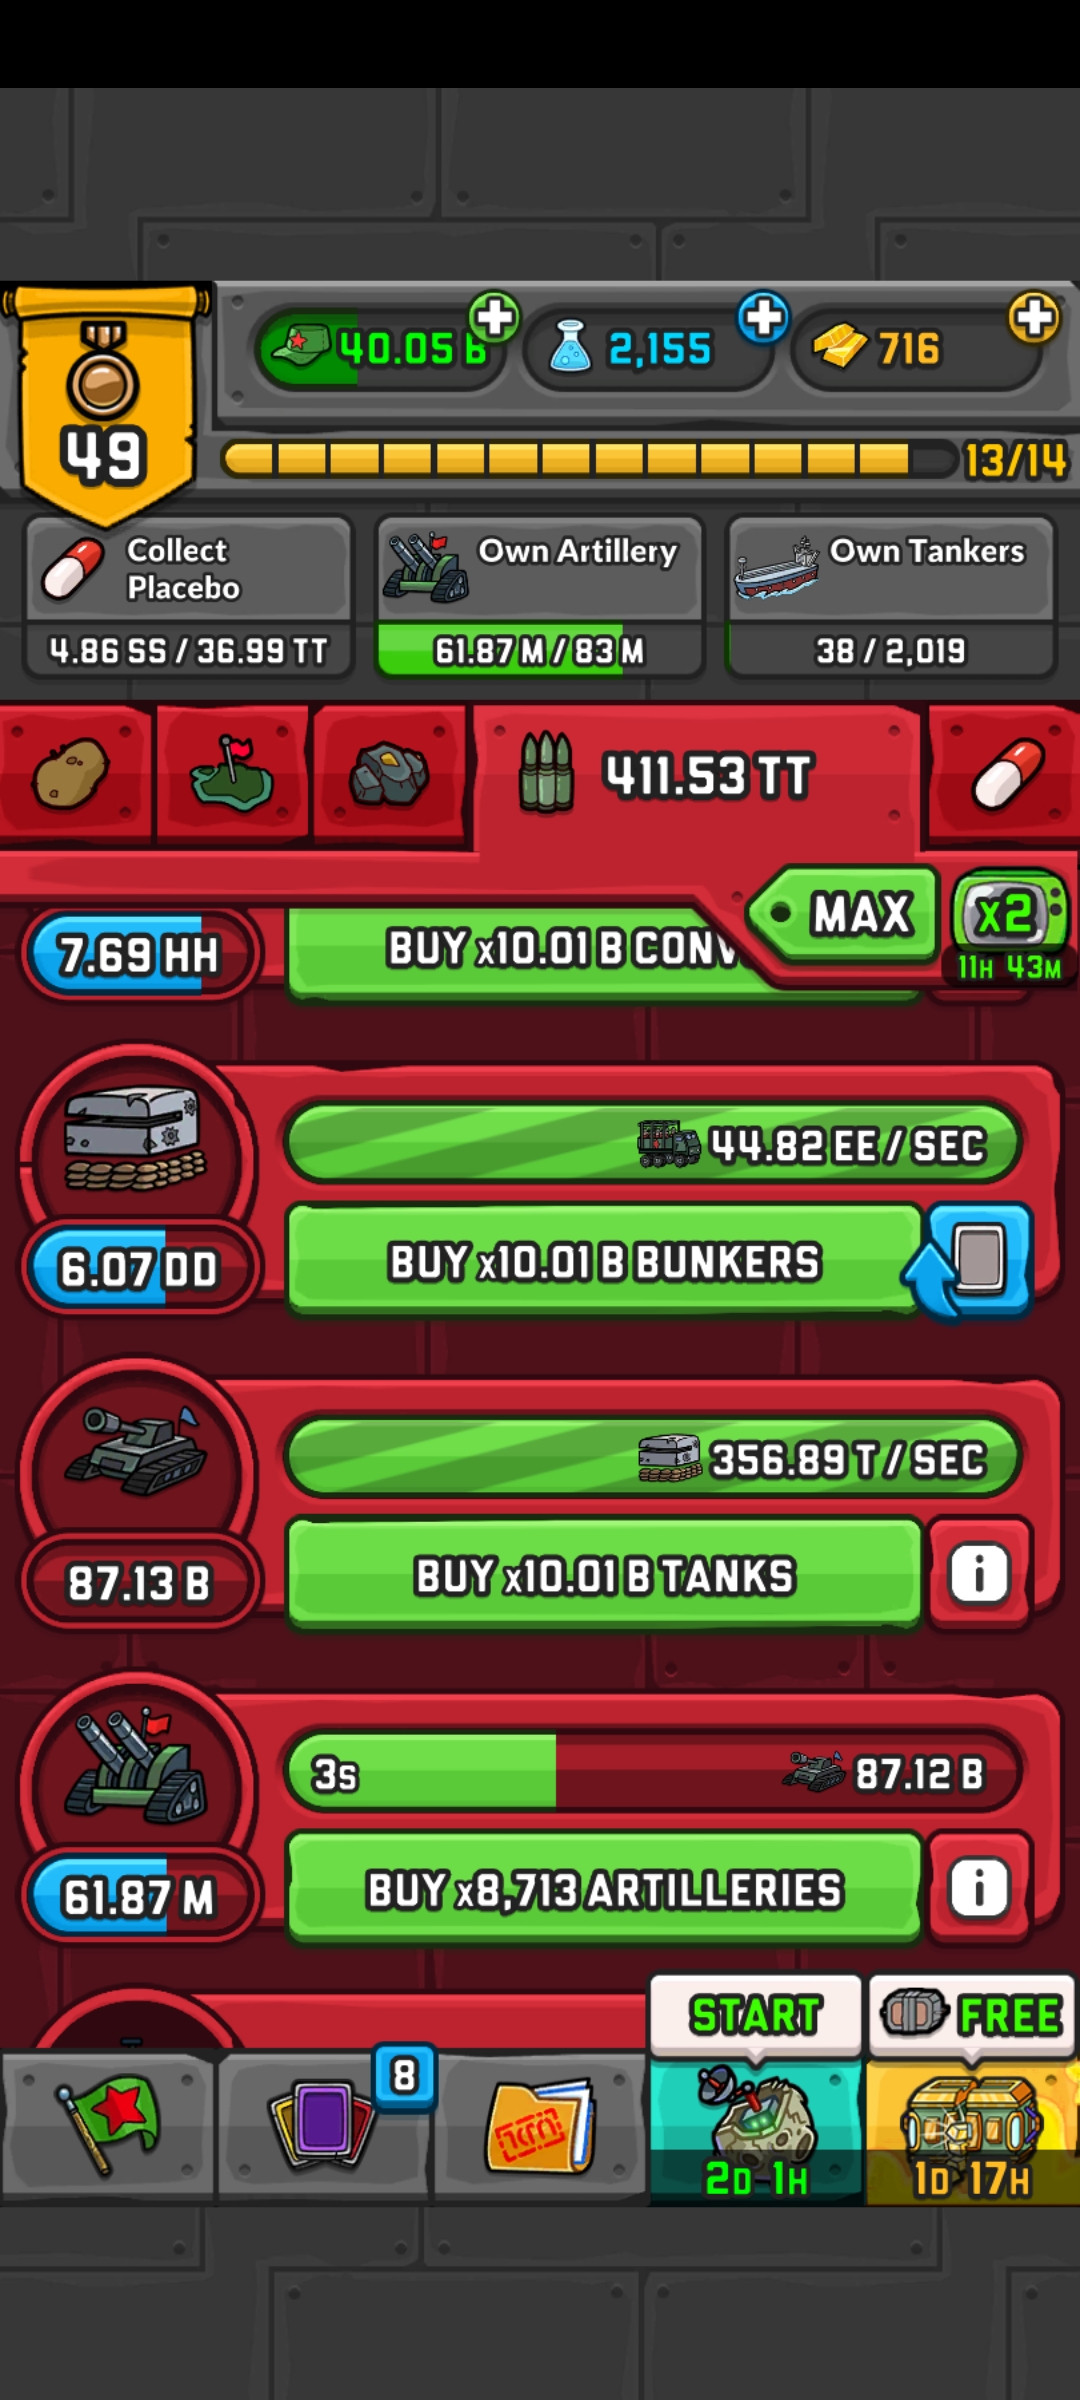 40.05 B
2,155
716
49
13/14
Collect
Placebo
4.86 SS / 36.99 TT
Own Artillery
61.87 M / 83 M
Own Tankers
38 / 2,019
411.53 TT
MAX
x2
11H 43M
7.69 HH
BUY x10.01 B CONV
44.82 EE / SEC
6.07 DD
BUY x10.01 B BUNKERS
356.89 T / SEC
87.13 B
BUY x10.01 B TANKS
i
3s
87.12 B
61.87 M
BUY x8,713 ARTILLERIES
i
START
FREE
8
2D 1H
1D 17H